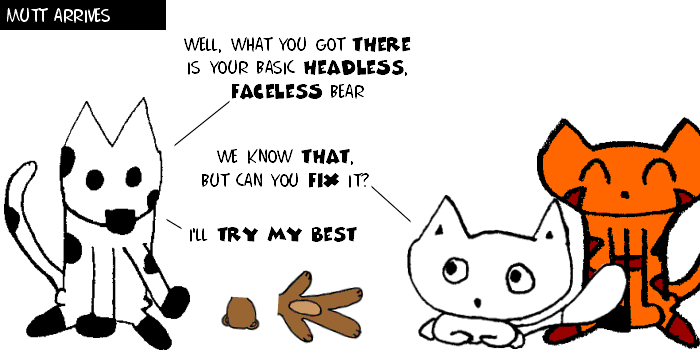 MUTT ARRIVES
WELL, WHAT YOU GOT THERE
IS YOUR BASIC HEADLESS,
FACELESS BEAR
WE KNOW THAT,
BUT CAN YOU FIX IT?
I'LL TRY MY BEST